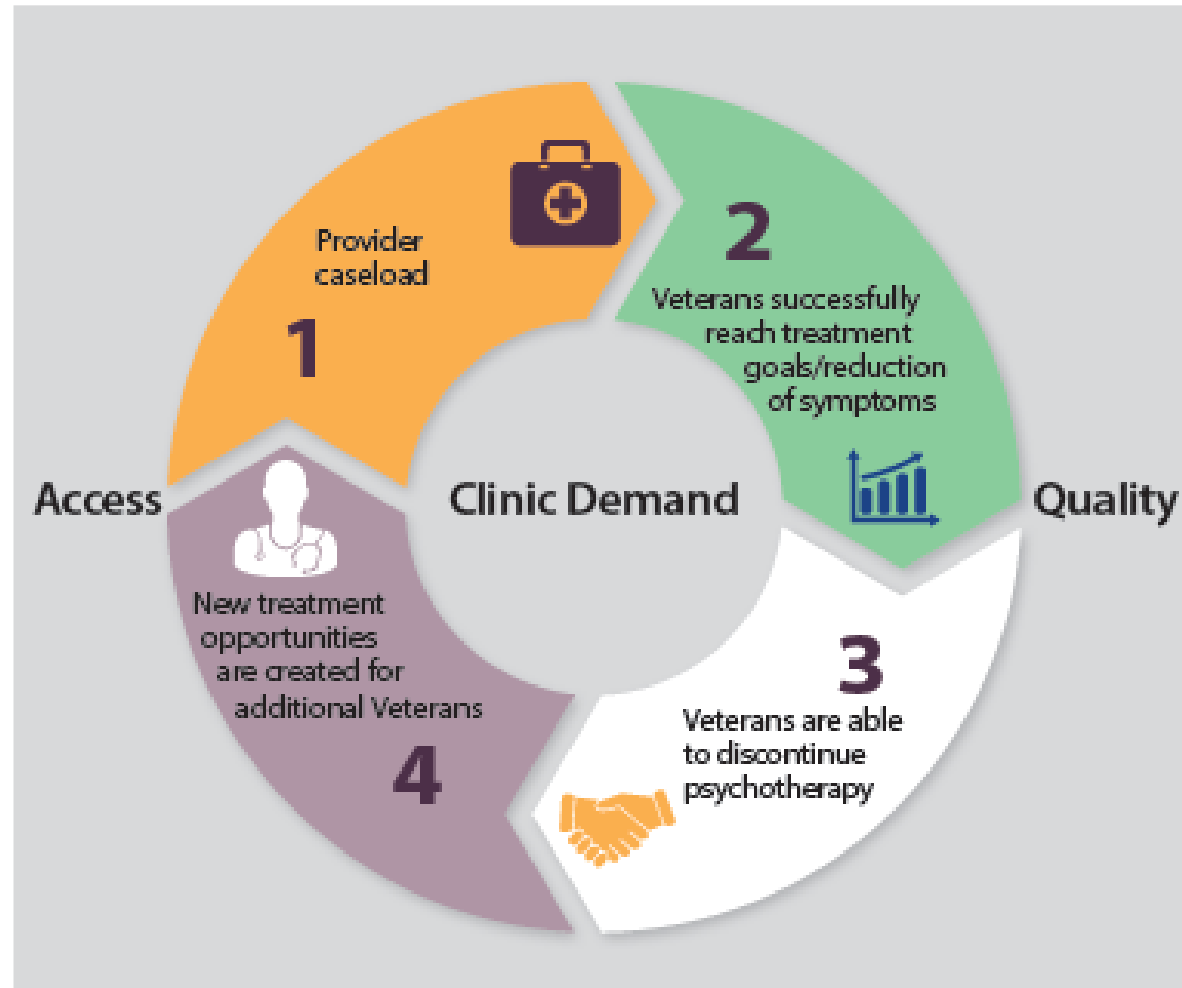 Provider
caseload
1
2
Veterans successfully
reach treatment
goals/reduction
of symptoms
Access
Clinic Demand
Quality
3
Veterans are able
to discontinue
psychotherapy
New treatment
opportunities
are created for
additional Veterans
4